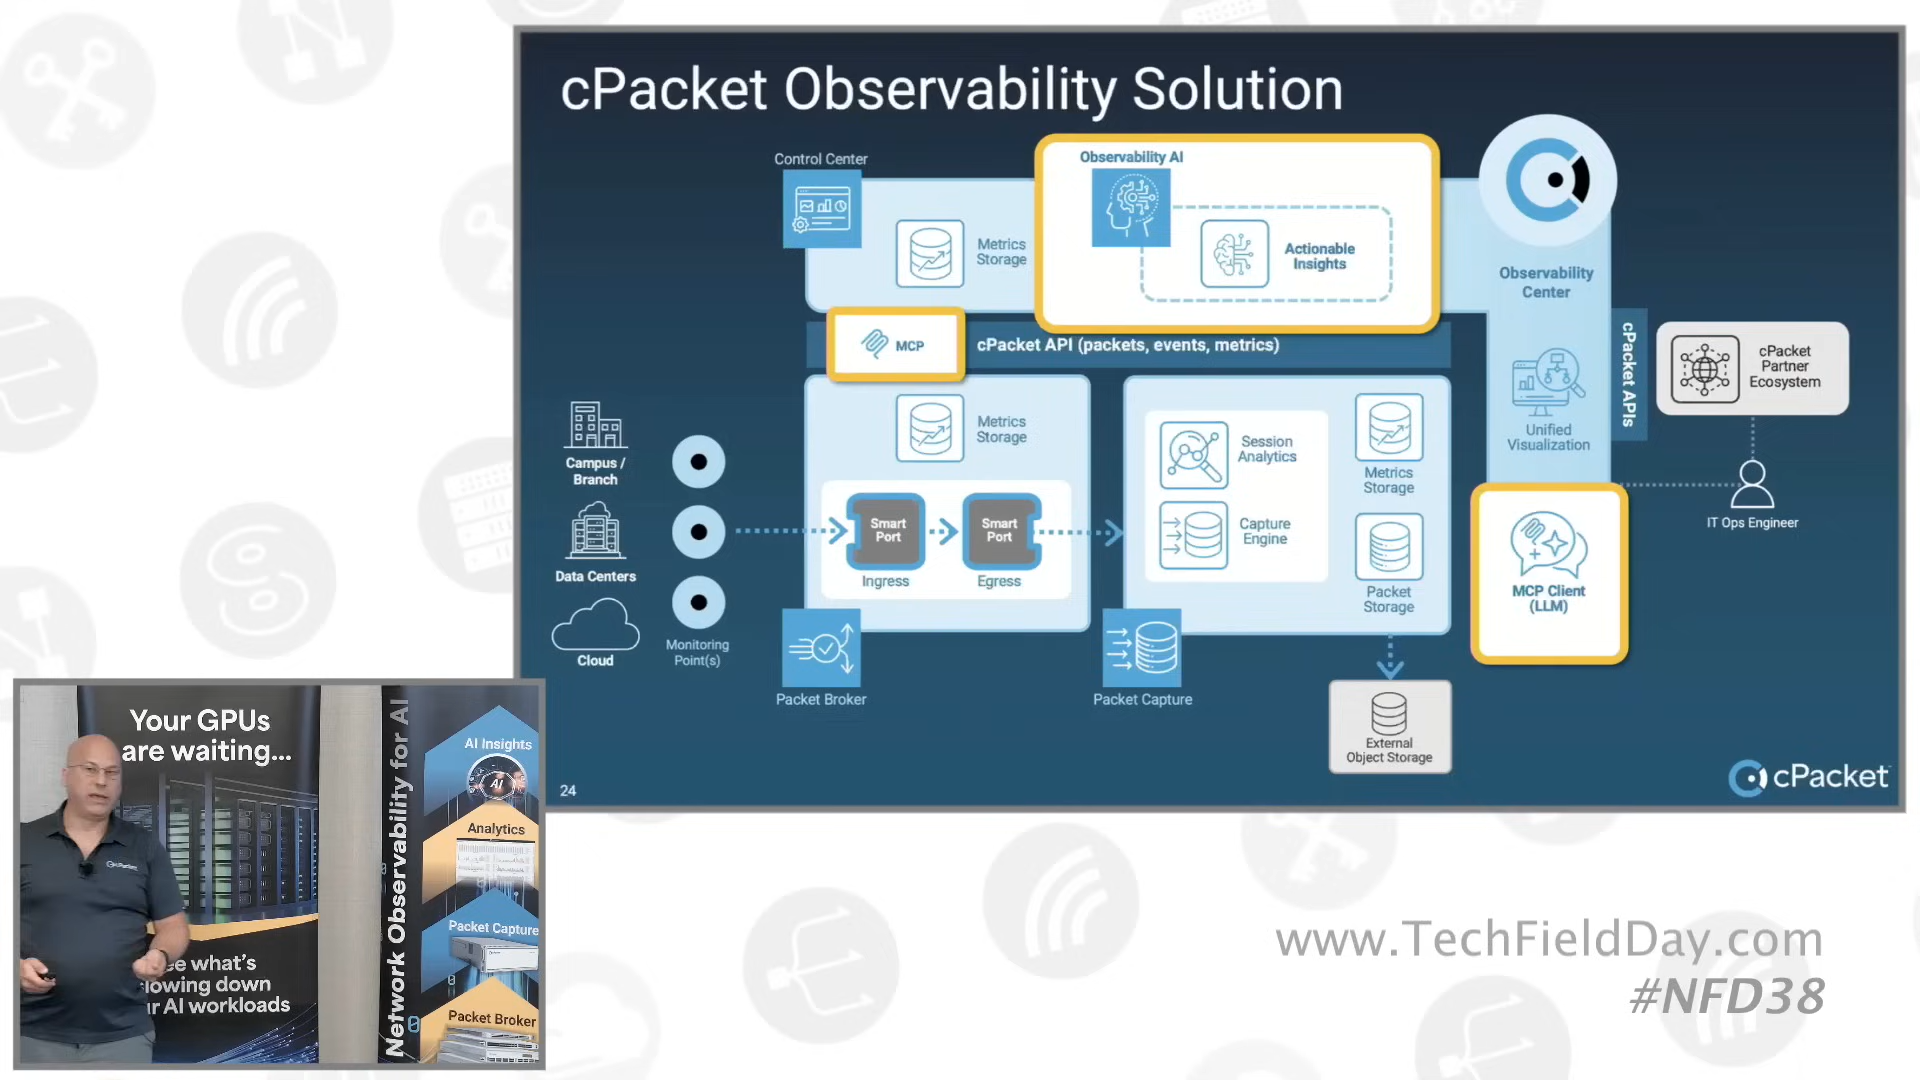 cPacket Observability Solution
Control Center
Metrics
Storage
Observability AI
Actionable
Insights
Observability
Center
MCP
cPacket API (packets, events, metrics)
cPacket APIs
cPacket
Partner
Ecosystem
Unified
Visualization
IT Ops Engineer
MCP Client
(LLM)
Campus /
Branch
Data Centers
Cloud
Monitoring
Point(s)
Metrics
Storage
Smart
Port
Ingress
Smart
Port
Egress
Packet Broker
Session
Analytics
Capture
Engine
Metrics
Storage
Packet
Storage
Packet Capture
External
Object Storage
24
cPacket
Your GPUs
are waiting...
ee what's
lowing down
ur AI workloads
cPacket
Network Observability for AI
AI Insights
AI
Analytics
Packet Capture
Packet Broker
www.TechFieldDay.com
#NFD38